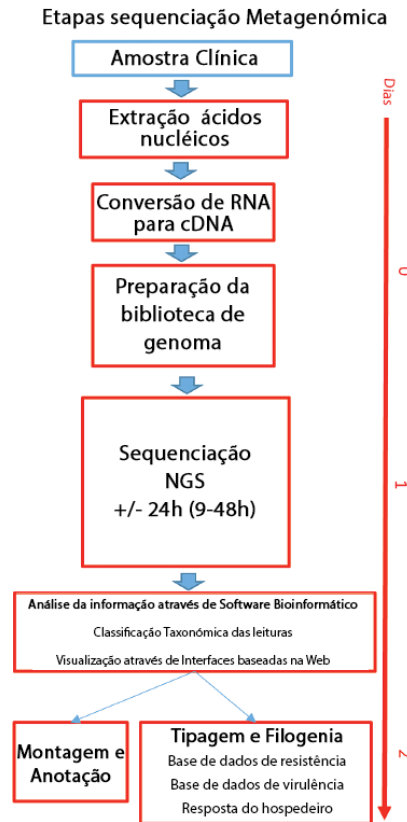 Etapas sequenciação Metagenómica
Amostra Clínica
Dias
Extração ácidos
nucléicos
Conversão de RNA
para cDNA
0
Preparação da
biblioteca de
genoma
Sequenciação
NGS
+/- 24h (9-48h)
1
Análise da informação através de Software Bioinformático
Classificação Taxonómica das leituras
Visualização através de Interfaces baseadas na Web
Montagem e
Anotação
Tipagem e Filogenia
Base de dados de resistência
Base de dados de virulência
Resposta do hospedeiro
2